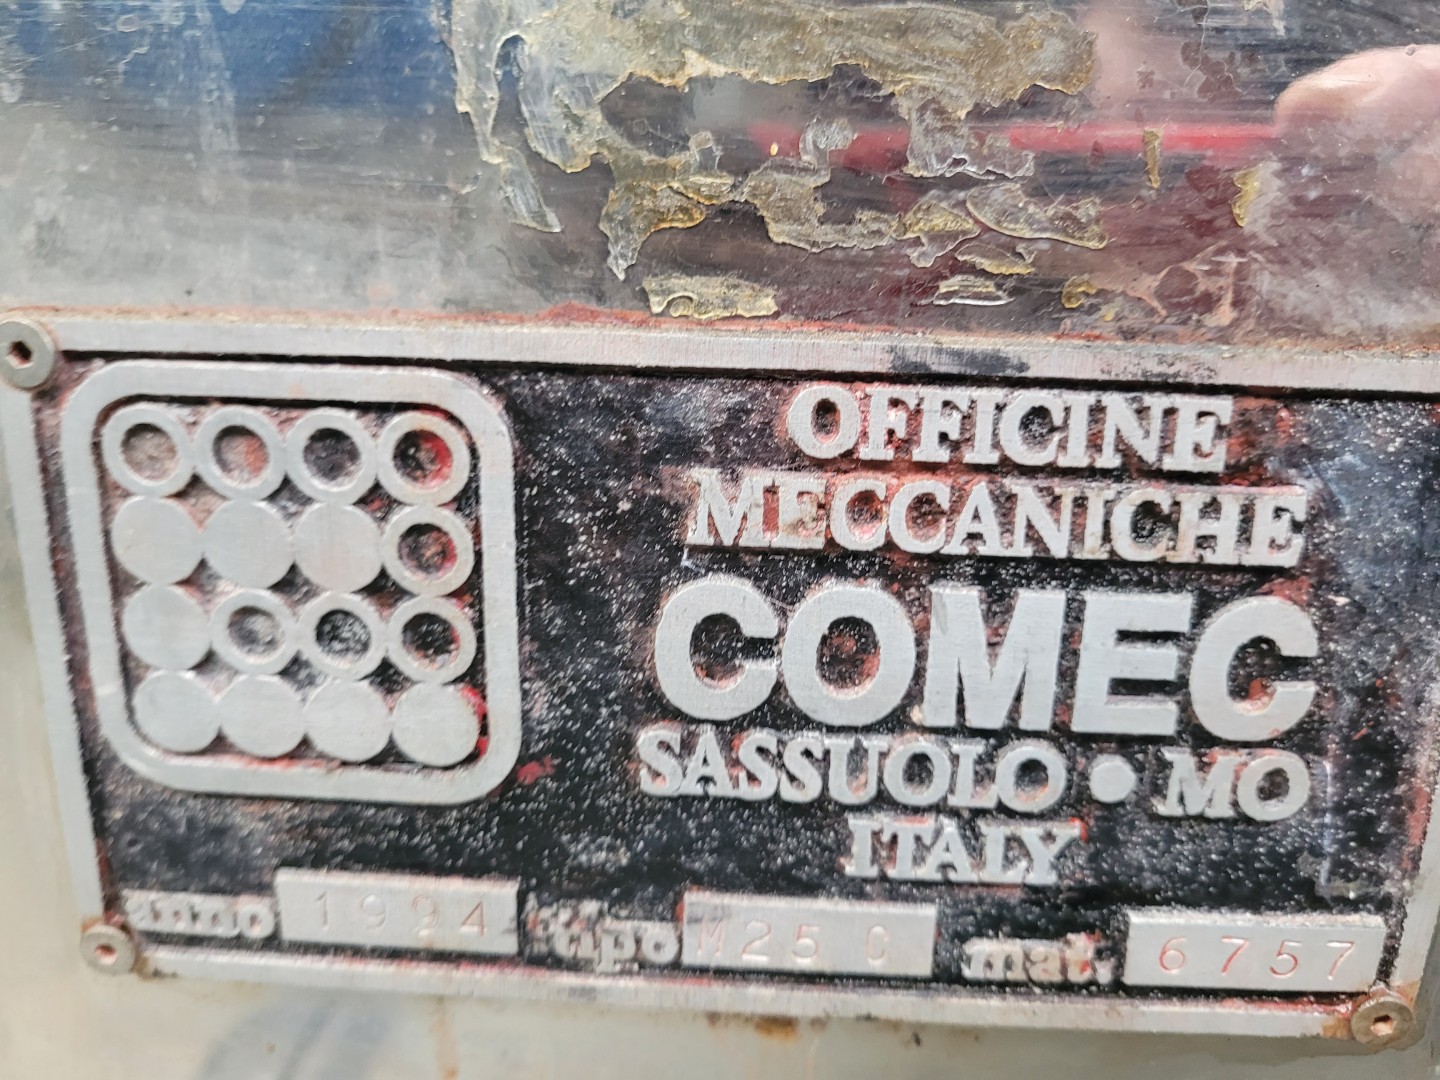 OFFICINE
MECCANICHE
COMEC
SASSUOLO • MO
ITALY
anno 1994 tipo M25 C mat. 6757